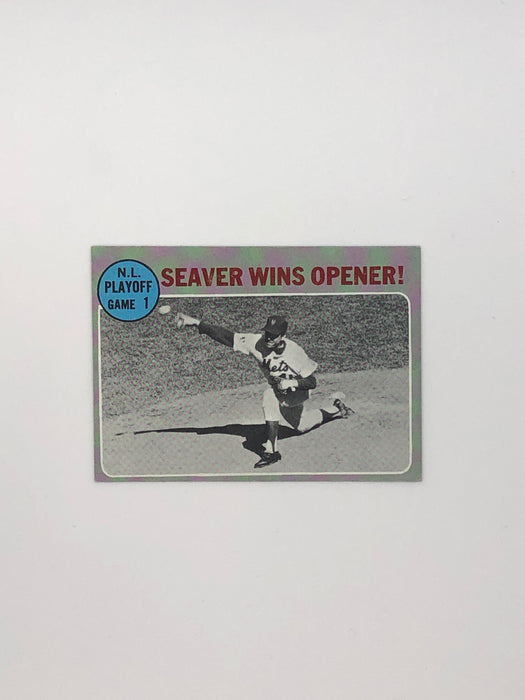 N.L.
PLAYOFF
GAME 1
SEAVER WINS OPENER!
Mets